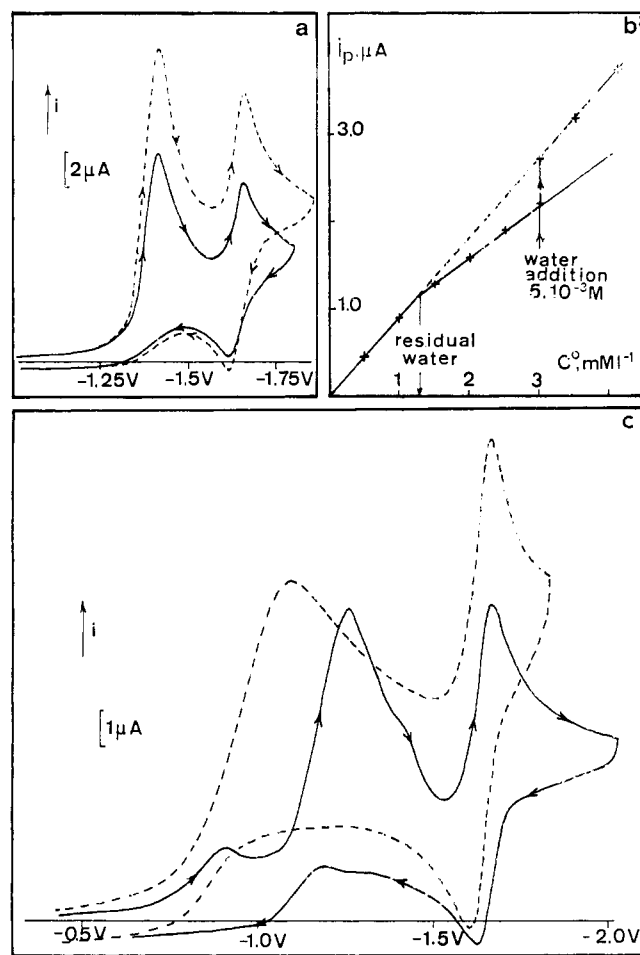 a
i
2μA
-1.25V -1.5V -1.75V
b
ip,μA
3.0
1.0
water
addition
5.10⁻³M
residual
water
1 2 3 C°,mMl⁻¹
c
i
1μA
-0.5V -1.0V -1.5V -2.0V